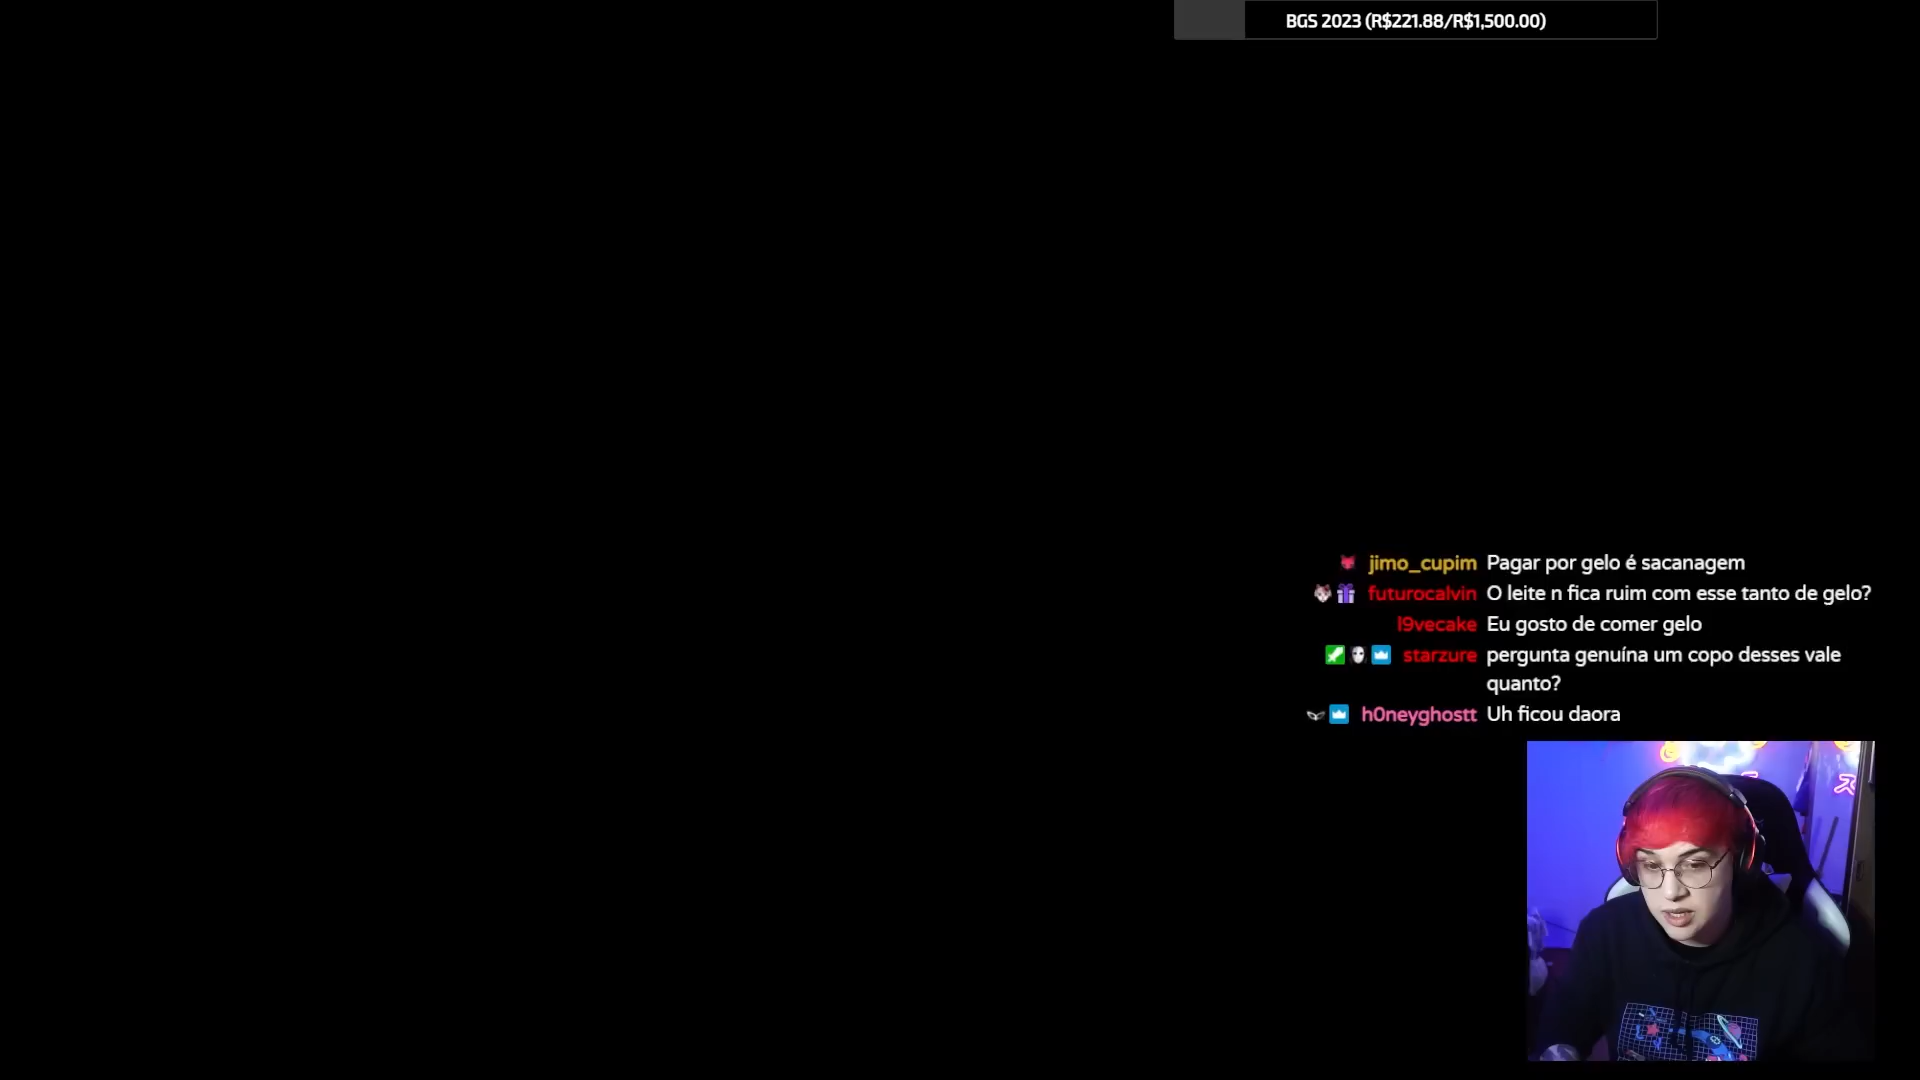 BGS 2023 (R$221.88/R$1,500.00)
jimo_cupim Pagar por gelo é sacanagem
futurocalvin O leite n fica ruim com esse tanto de gelo?
l9vecake Eu gosto de comer gelo
starzure pergunta genuína um copo desses vale
quanto?
h0neyghostt Uh ficou daora